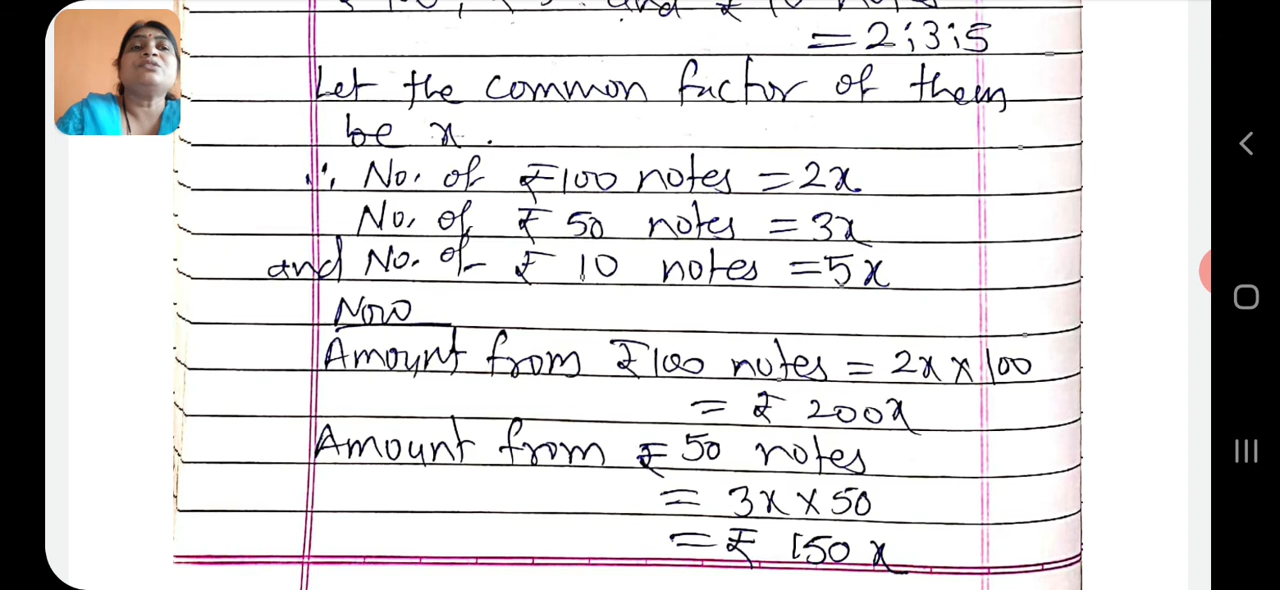 = 2:3:5
Let the common factor of them
be x.
∴ No. of ₹100 notes = 2x
No. of ₹ 50 notes = 3x
and No. of ₹ 10 notes = 5x
Now
Amount from ₹100 notes = 2x x 100
= ₹ 200x
Amount from ₹ 50 notes
= 3x x 50
= ₹ 150 x